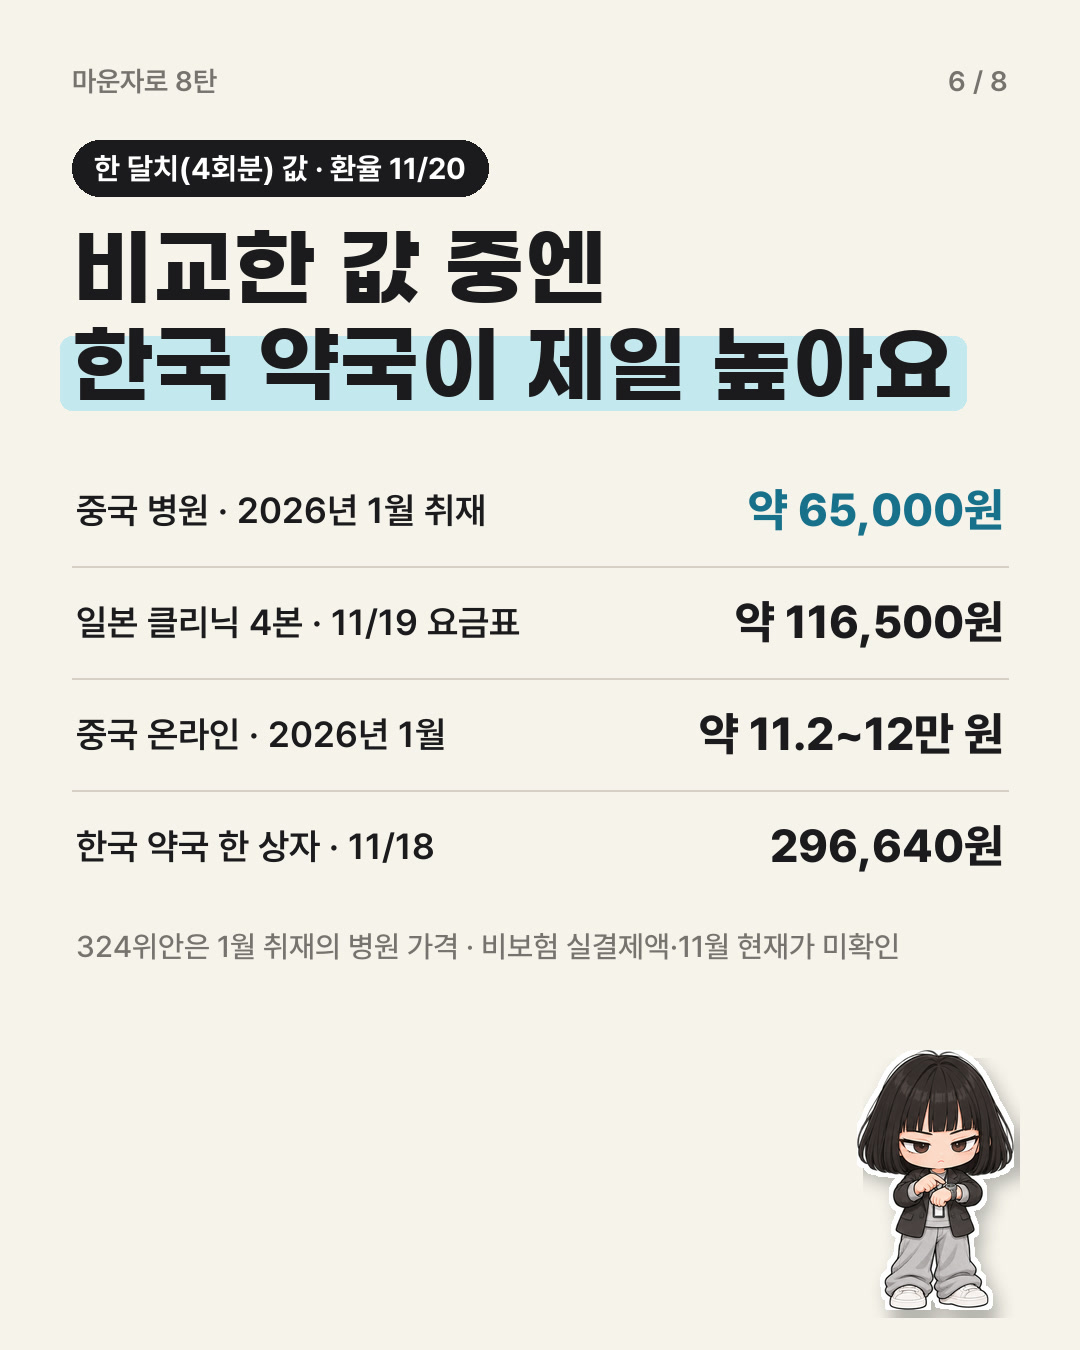 마운자로 8탄
6 / 8
한 달치(4회분) 값 · 환율 11/20
비교한 값 중엔
한국 약국이 제일 높아요
중국 병원 · 2026년 1월 취재 약 65,000원
일본 클리닉 4본 · 11/19 요금표 약 116,500원
중국 온라인 · 2026년 1월 약 11.2~12만 원
한국 약국 한 상자 · 11/18 296,640원
324위안은 1월 취재의 병원 가격 · 비보험 실결제액·11월 현재가 미확인